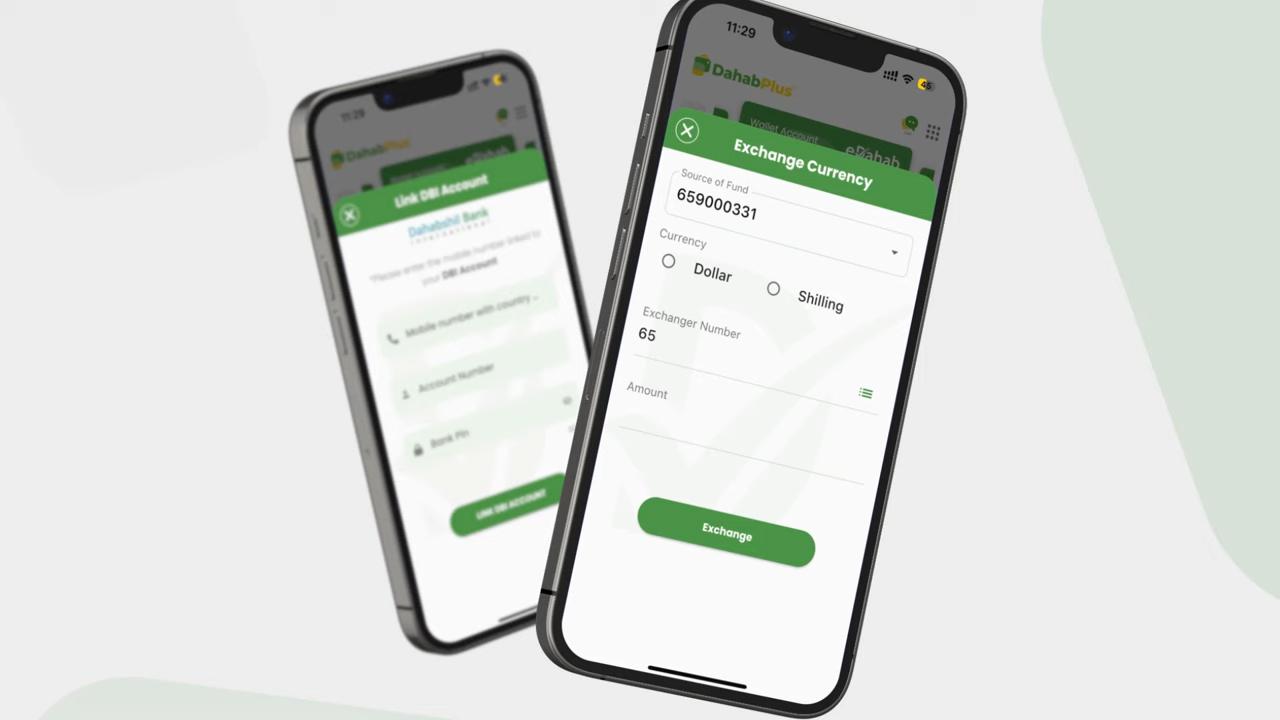 11:29
DahabPlus
Link DBI Account
Dahabshil Bank
International
*Please enter the mobile number linked by
your DBI Account
Mobile number with country ...
Account Number
Bank Pin
LINK DBI ACCOUNT
11:29
45
DahabPlus
Wallet Account
eDahab
Exchange Currency
Source of Fund
659000331
Currency
Dollar
Shilling
Exchanger Number
65
Amount
Exchange